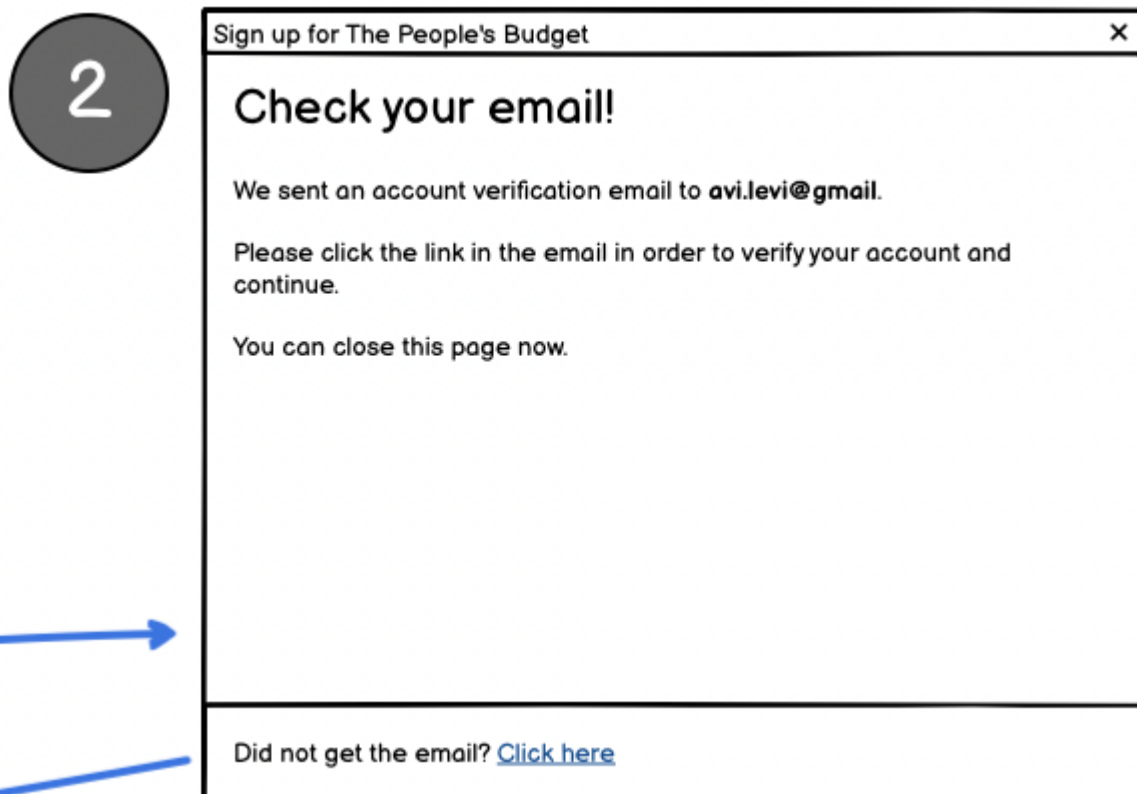 2
Sign up for The People's Budget ×
Check your email!
We sent an account verification email to avi.levi@gmail.
Please click the link in the email in order to verify your account and
continue.
You can close this page now.
Did not get the email? Click here